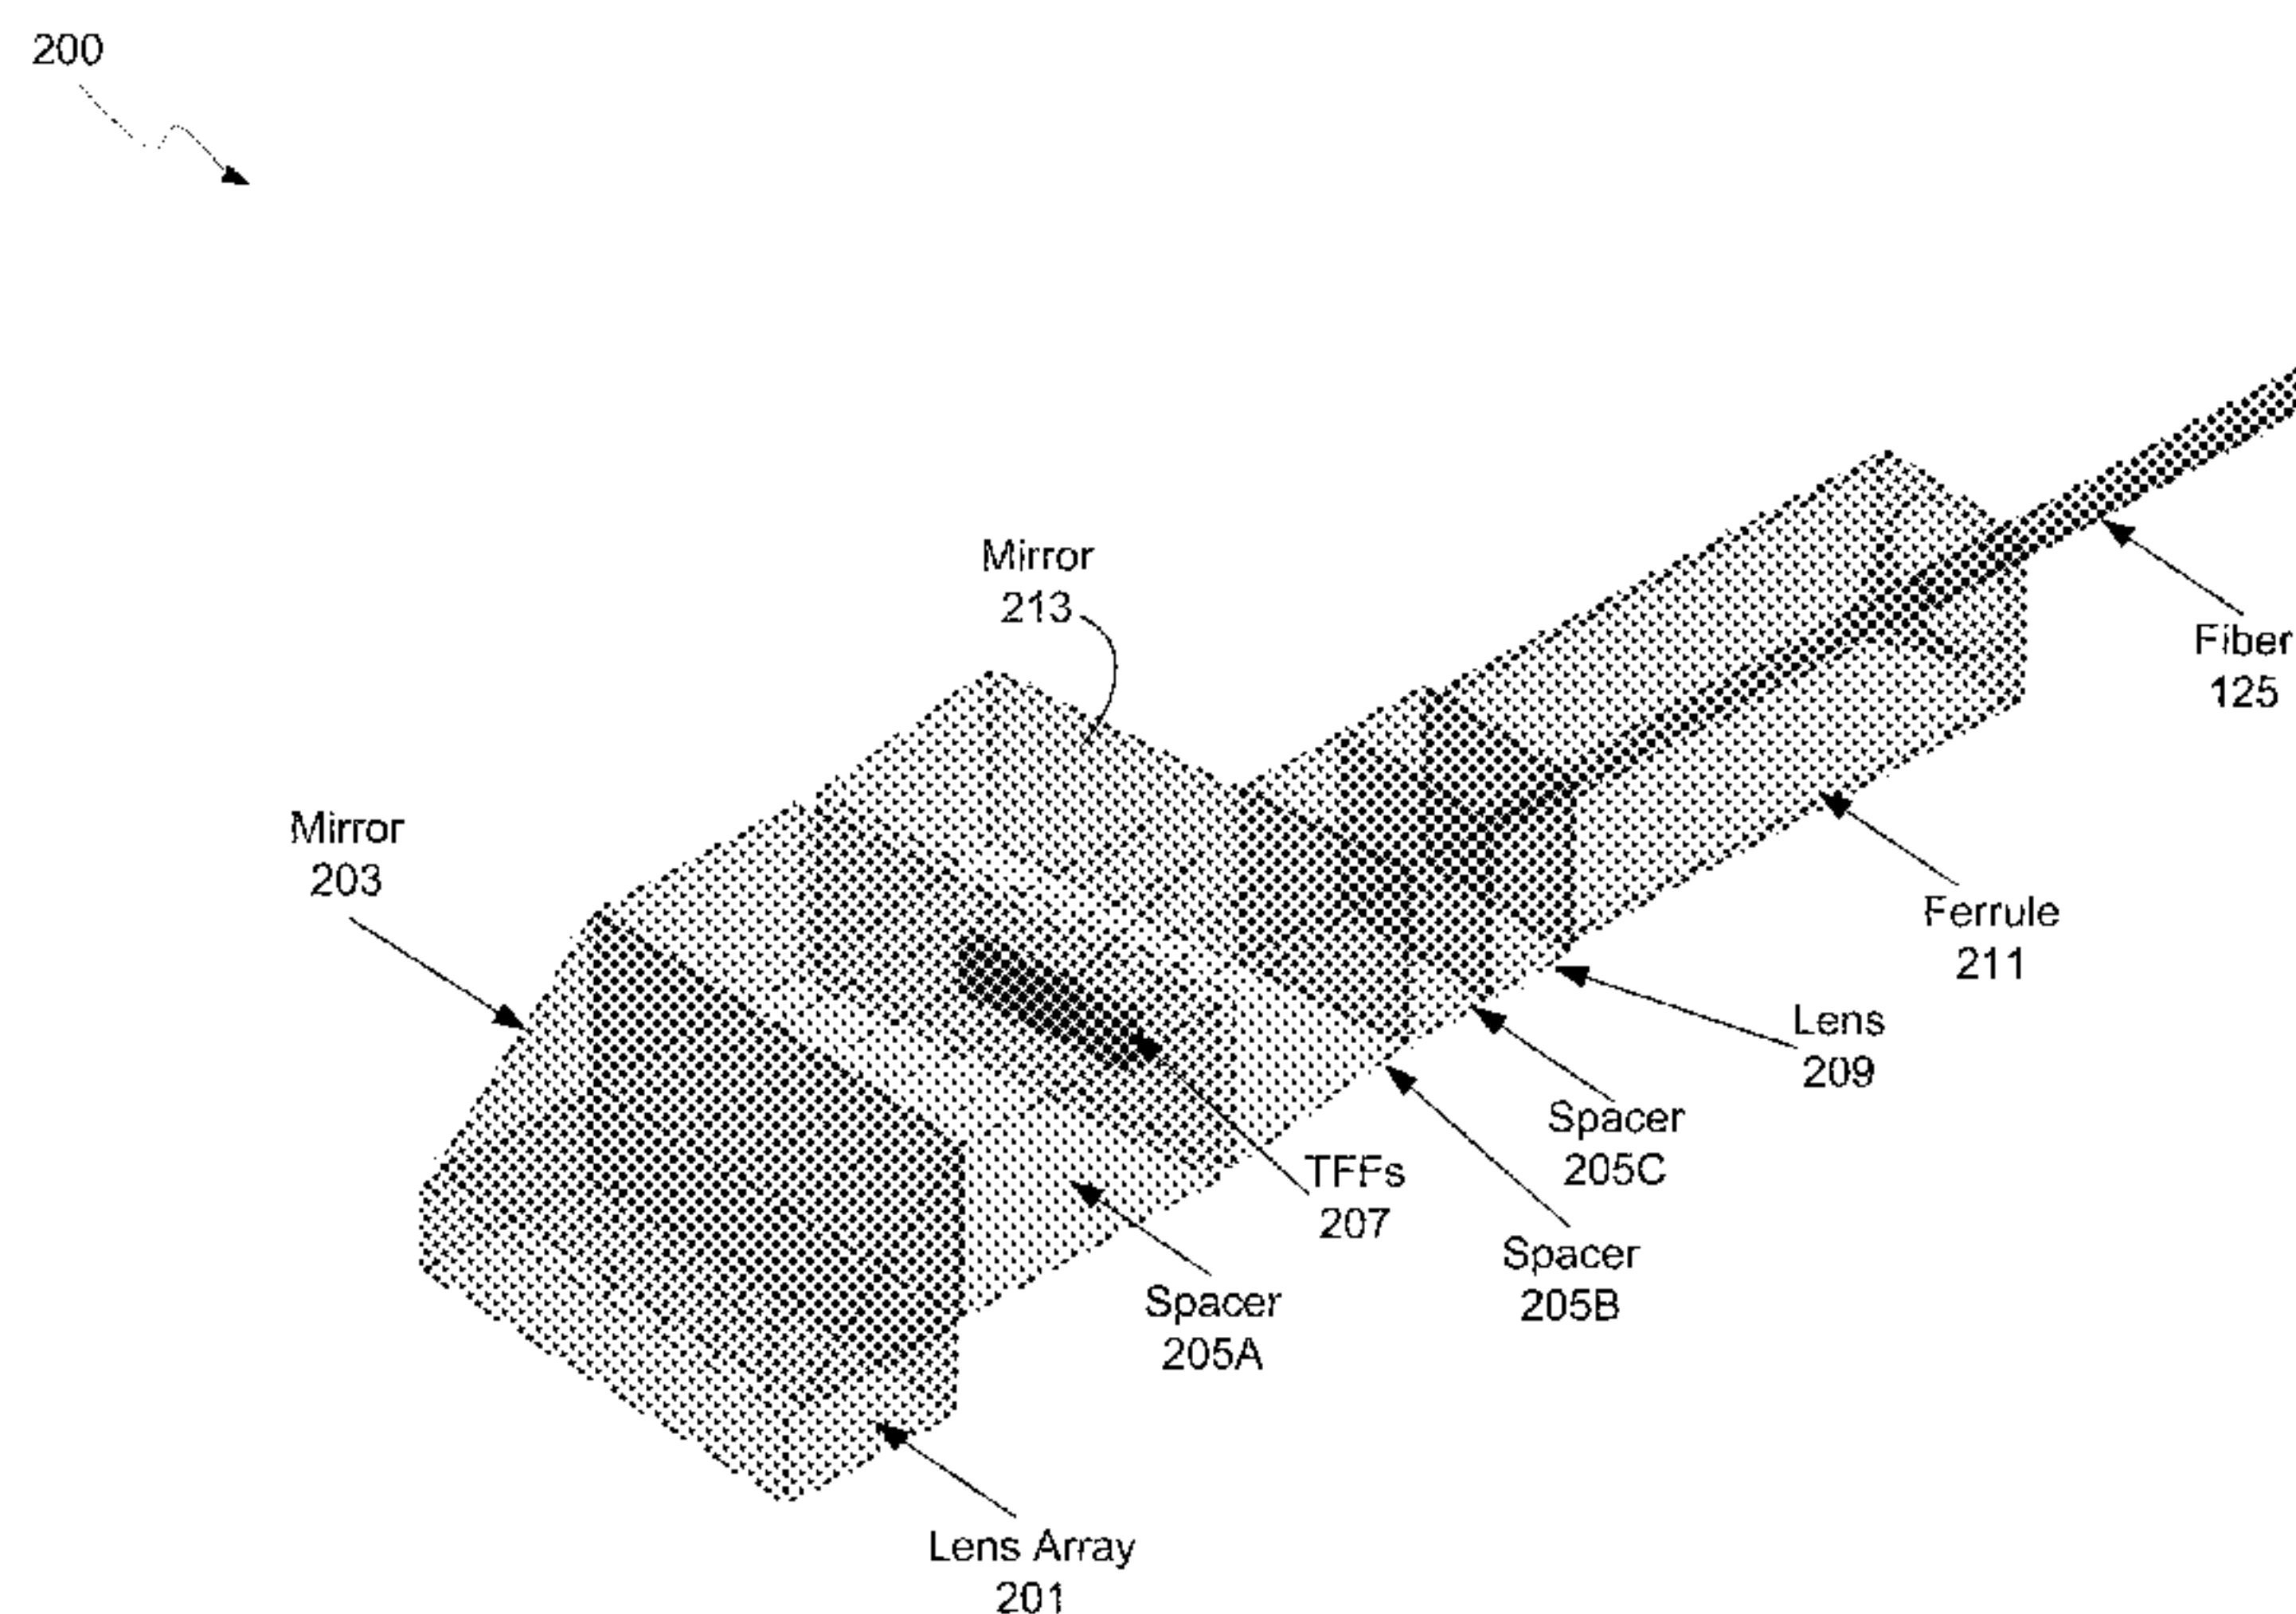 200
Mirror
213
Fiber
125
Mirror
203
Ferrule
211
Lens
209
Spacer
205C
TFFs
207
Spacer
205B
Spacer
205A
Lens Array
201